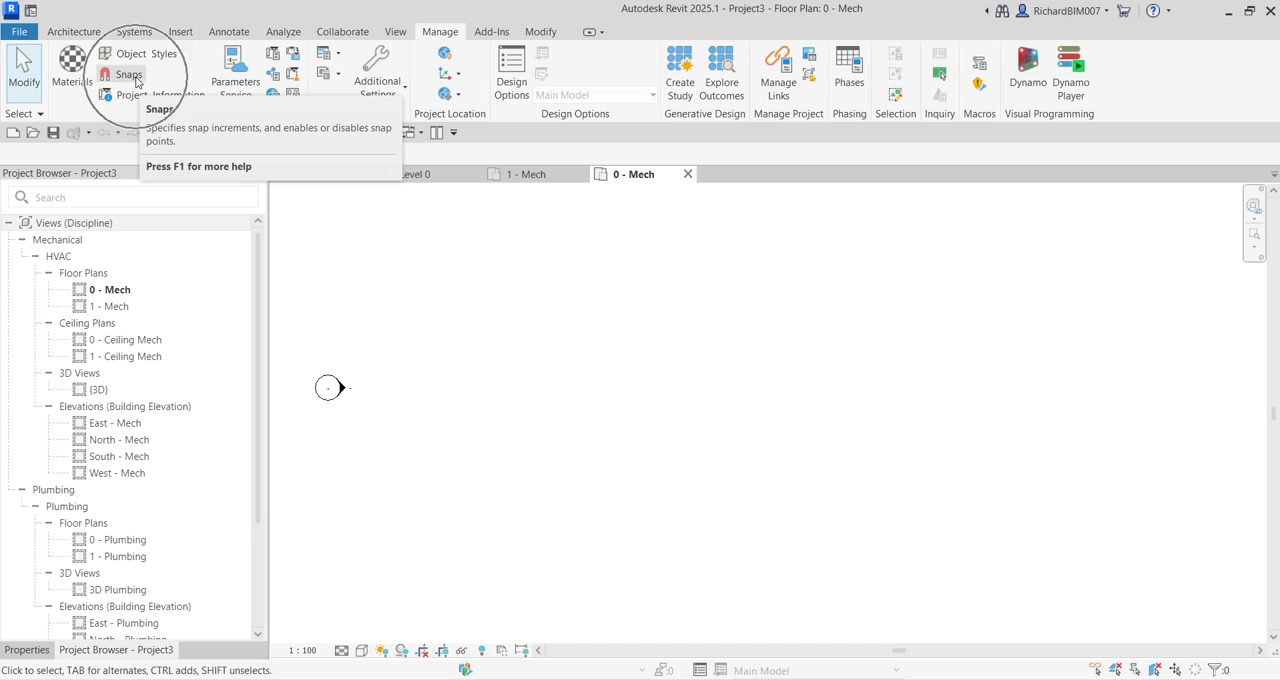 Autodesk Revit 2025.1 - Project3 - Floor Plan: 0 - Mech
RichardBIM007
File Architecture Systems Insert Annotate Analyze Collaborate View Manage Add-Ins Modify
Modify
Materials
Object Styles
Snaps
Project Information
Parameters
Additional
Settings
Design
Options
Main Model
Create
Study
Explore
Outcomes
Manage
Links
Phases
Dynamo
Dynamo
Player
Select
Project Location
Design Options
Generative Design
Manage Project
Phasing
Selection
Inquiry
Macros
Visual Programming
Snaps
Specifies snap increments, and enables or disables snap
points.
Press F1 for more help
Project Browser - Project3
Level 0
1 - Mech
0 - Mech
Search
Views (Discipline)
Mechanical
HVAC
Floor Plans
0 - Mech
1 - Mech
Ceiling Plans
0 - Ceiling Mech
1 - Ceiling Mech
3D Views
{3D}
Elevations (Building Elevation)
East - Mech
North - Mech
South - Mech
West - Mech
Plumbing
Plumbing
Floor Plans
0 - Plumbing
1 - Plumbing
3D Views
3D Plumbing
Elevations (Building Elevation)
East - Plumbing
North - Plumbing
Properties Project Browser - Project3
1 : 100
Click to select, TAB for alternates, CTRL adds, SHIFT unselects.
:0
Main Model
:0